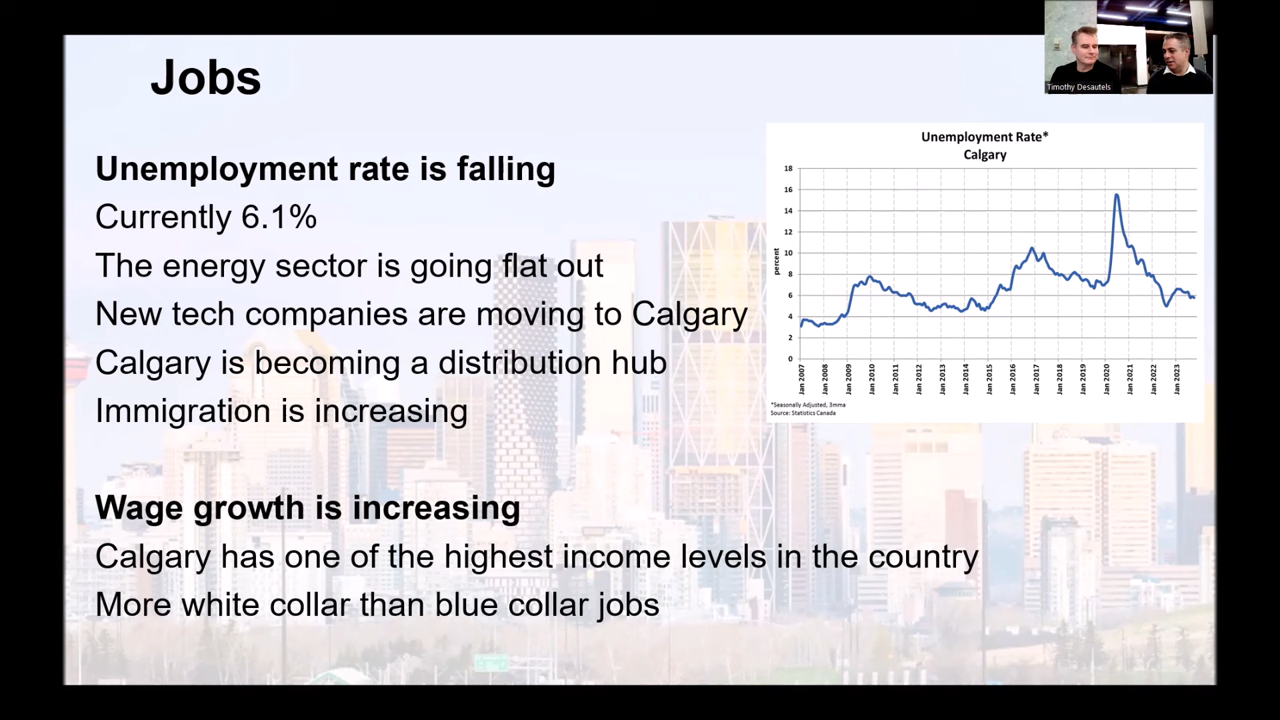 Jobs
Timothy Desautels
Unemployment rate is falling
Currently 6.1%
The energy sector is going flat out
New tech companies are moving to Calgary
Calgary is becoming a distribution hub
Immigration is increasing
Wage growth is increasing
Calgary has one of the highest income levels in the country
More white collar than blue collar jobs
Unemployment Rate*
Calgary
18
16
14
12
10
8
6
4
2
0
percent
Jan 2007
Jan 2008
Jan 2009
Jan 2010
Jan 2011
Jan 2012
Jan 2013
Jan 2014
Jan 2015
Jan 2016
Jan 2017
Jan 2018
Jan 2019
Jan 2020
Jan 2021
Jan 2022
Jan 2023
*Seasonally Adjusted, 3mma
Source: Statistics Canada